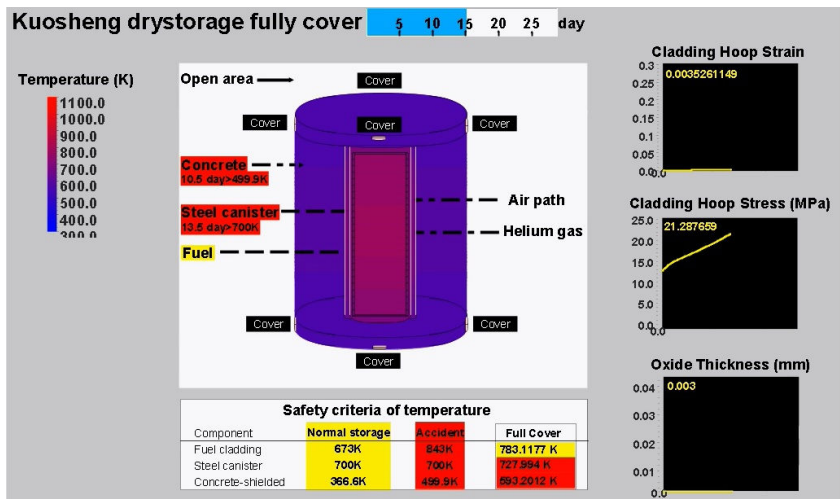 Kuosheng drystorage fully cover
5 10 15 20 25 day
Temperature (K)
1100.0
1000.0
900.0
800.0
700.0
600.0
500.0
400.0
300.0
Open area
Cover
Cover
Cover
Cover
Concrete
10.5 day>499.9K
Steel canister
13.5 day>700K
Fuel
Air path
Helium gas
Cover
Cover
Cover
Cladding Hoop Strain
0.3
0.0035261149
0.25
0.2
0.15
0.1
0.05
0.0
0.0
Cladding Hoop Stress (MPa)
25.0
21.287659
20.0
15.0
10.0
5.0
0.0
0.0
Oxide Thickness (mm)
0.04
0.003
0.03
0.02
0.01
0.0
0.0
Safety criteria of temperature
Component Normal storage Accident Full Cover
Fuel cladding 673K 843K 783.1177 K
Steel canister 700K 700K 727.994 K
Concrete-shielded 366.6K 499.9K 593.2012 K